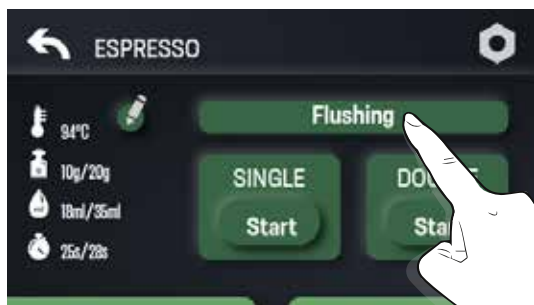 ESPRESSO
Flushing
94°C
10g/20g
18ml/35ml
25s/28s
SINGLE
Start